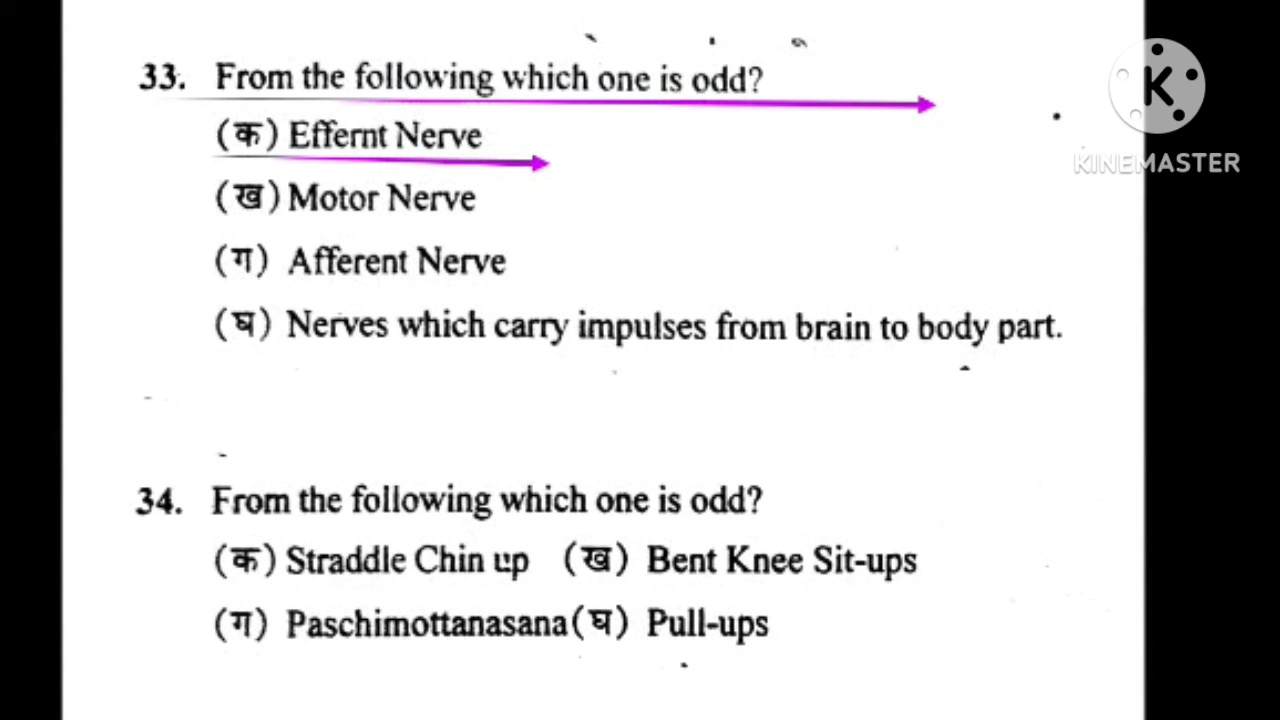 33. From the following which one is odd?
(क) Effernt Nerve
(ख) Motor Nerve
(ग) Afferent Nerve
(घ) Nerves which carry impulses from brain to body part.
34. From the following which one is odd?
(क) Straddle Chin up (ख) Bent Knee Sit-ups
(ग) Paschimottanasana (घ) Pull-ups
K
KINEMASTER